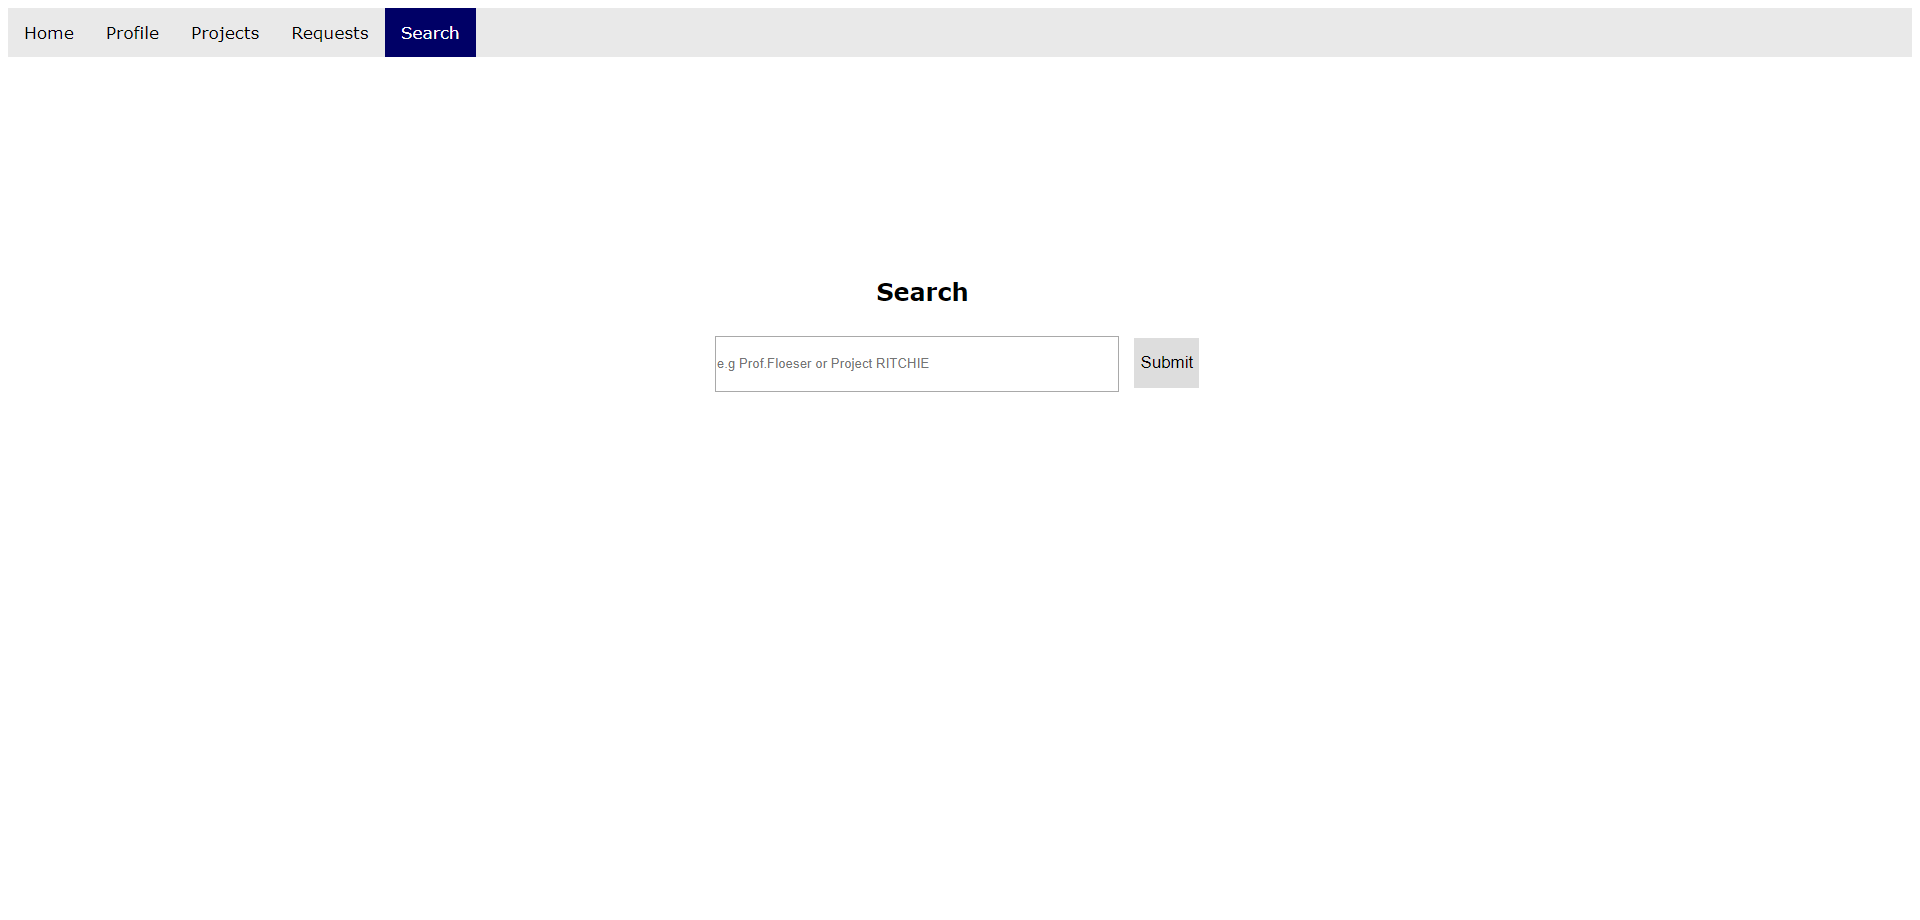 Home Profile Projects Requests Search
Search
e.g Prof.Floeser or Project RITCHIE Submit